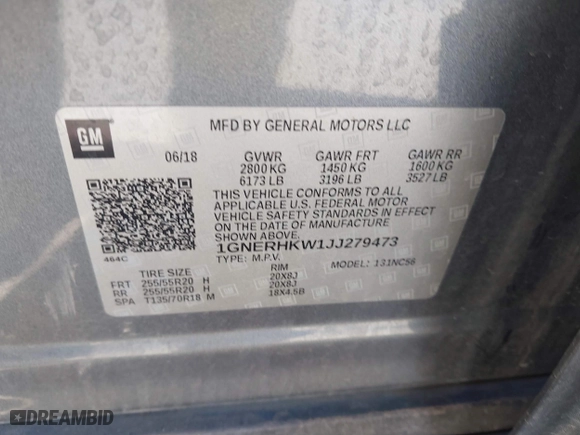 GM
MFD BY GENERAL MOTORS LLC
06/18 GVWR GAWR FRT GAWR RR
2800 KG 1450 KG 1600 KG
6173 LB 3196 LB 3527 LB
THIS VEHICLE CONFORMS TO ALL
APPLICABLE U.S. FEDERAL MOTOR
VEHICLE SAFETY STANDARDS IN EFFECT
ON THE DATE OF MANUFACTURE
SHOWN ABOVE.
1GNERHKW1JJ279473
464C
TYPE: M.P.V. MODEL: 131NC56
TIRE SIZE RIM
FRT 255/55R20 H 20X8J
RR 255/55R20 H 20X8J
SPA T135/70R18 M 18X4.5B
DREAMBID